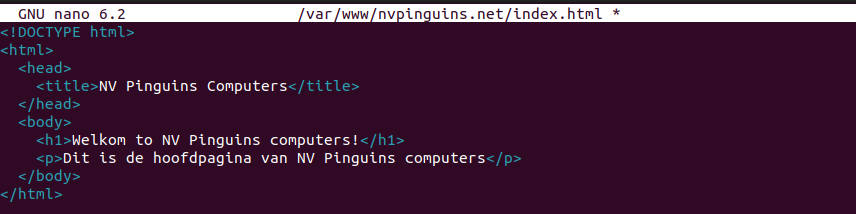 GNU nano 6.2 /var/www/nvpinguins.net/index.html *
<!DOCTYPE html>
<html>
  <head>
    <title>NV Pinguins Computers</title>
  </head>
  <body>
    <h1>Welkom to NV Pinguins computers!</h1>
    <p>Dit is de hoofdpagina van NV Pinguins computers</p>
  </body>
</html>